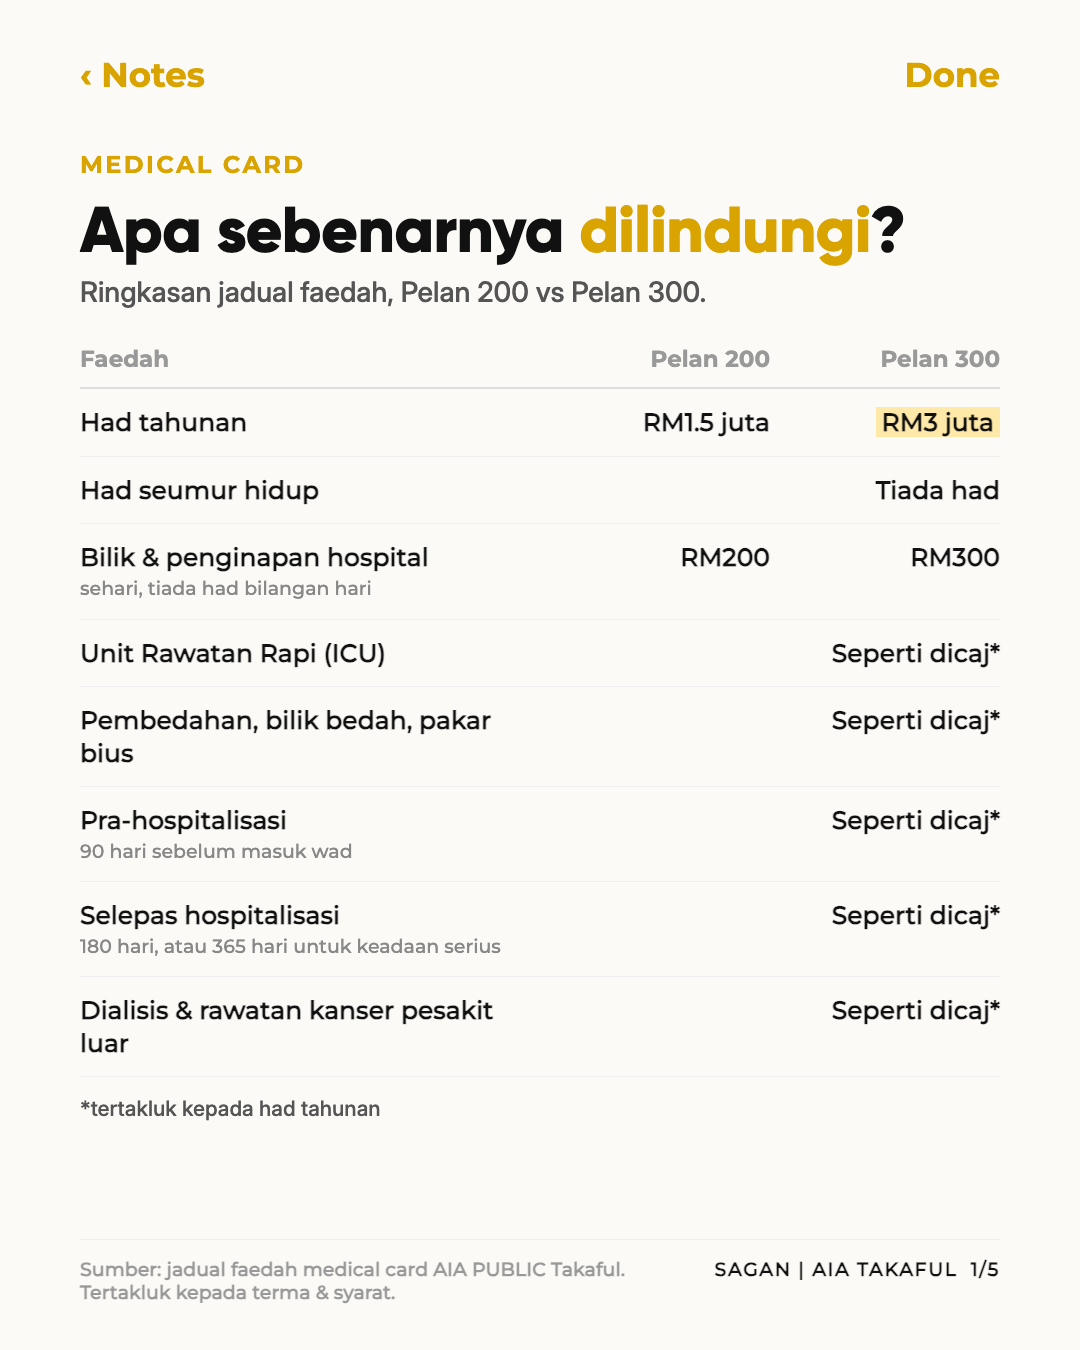 ‹ Notes
Done
MEDICAL CARD
Apa sebenarnya dilindungi?
Ringkasan jadual faedah, Pelan 200 vs Pelan 300.
Faedah Pelan 200 Pelan 300
Had tahunan RM1.5 juta RM3 juta
Had seumur hidup Tiada had
Bilik & penginapan hospital RM200 RM300
sehari, tiada had bilangan hari
Unit Rawatan Rapi (ICU) Seperti dicaj*
Pembedahan, bilik bedah, pakar Seperti dicaj*
bius
Pra-hospitalisasi Seperti dicaj*
90 hari sebelum masuk wad
Selepas hospitalisasi Seperti dicaj*
180 hari, atau 365 hari untuk keadaan serius
Dialisis & rawatan kanser pesakit Seperti dicaj*
luar
*tertakluk kepada had tahunan
Sumber: jadual faedah medical card AIA PUBLIC Takaful.
Tertakluk kepada terma & syarat.
SAGAN | AIA TAKAFUL 1/5